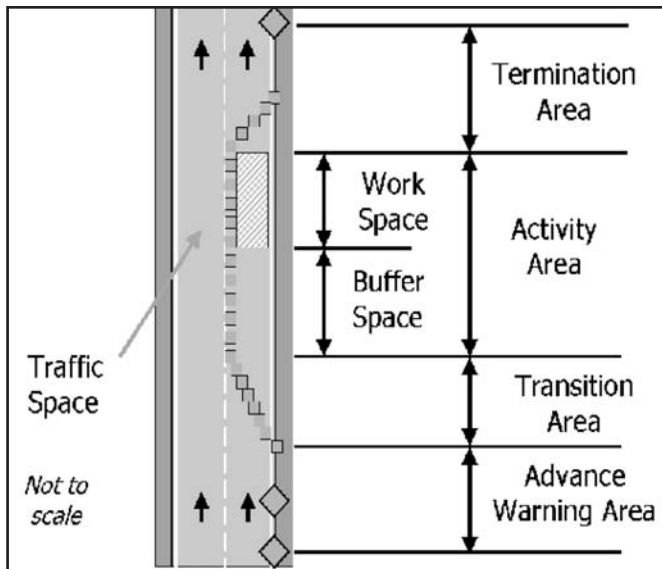 Termination
Area
Work
Space
Activity
Area
Buffer
Space
Traffic
Space
Transition
Area
Not to
scale
Advance
Warning Area